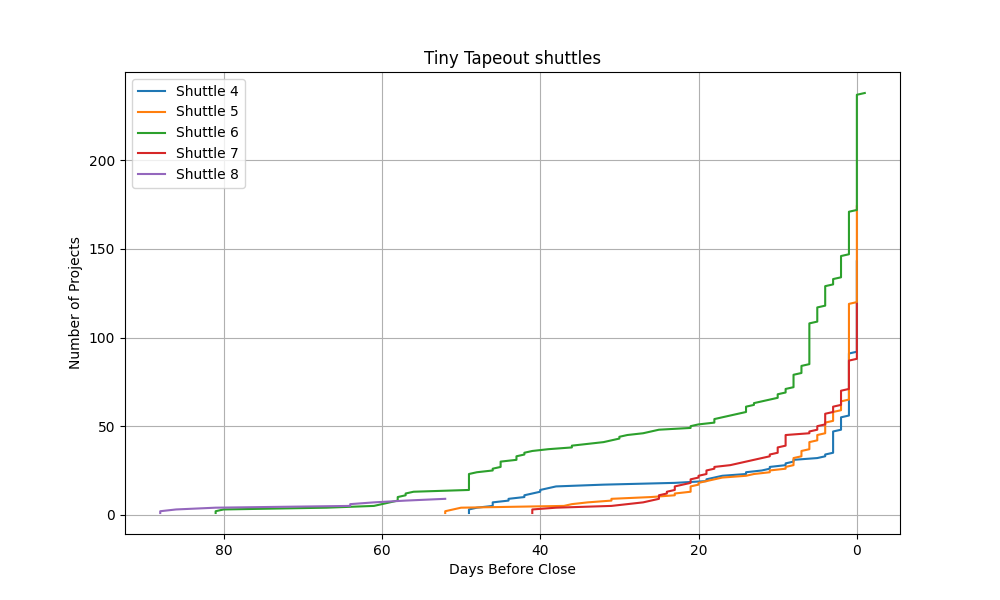 Tiny Tapeout shuttles
Shuttle 4
Shuttle 5
Shuttle 6
Shuttle 7
Shuttle 8
Number of Projects
200
150
100
50
0
80 60 40 20 0
Days Before Close